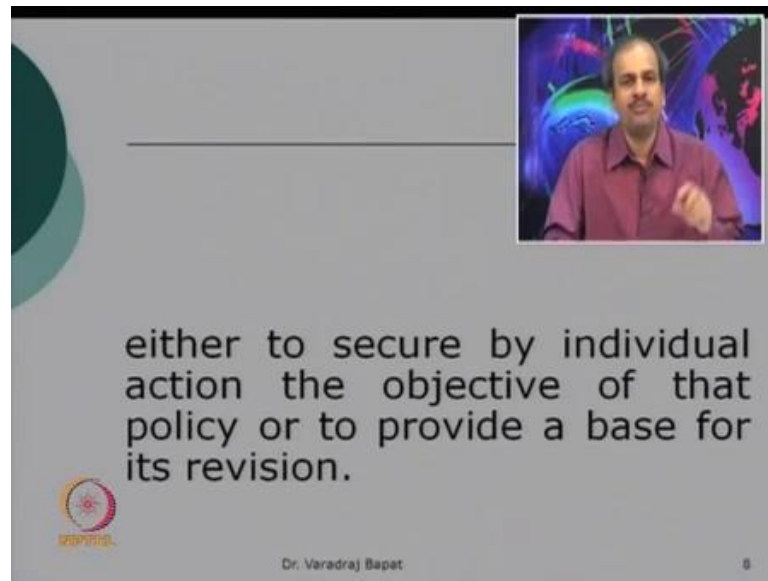 either to secure by individual
action the objective of that
policy or to provide a base for
its revision.
NPTEL
Dr. Varadraj Bapat
8